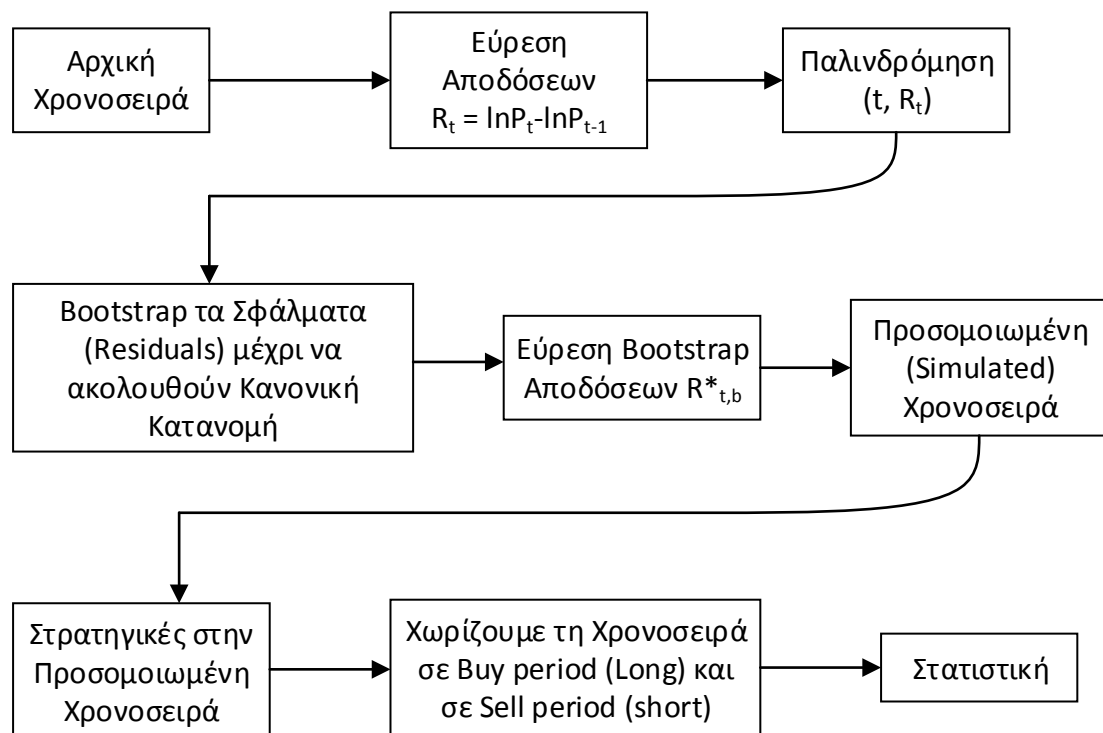 Αρχική
Χρονοσειρά
Εύρεση
Αποδόσεων
Rt = lnPt-lnPt-1
Παλινδρόμηση
(t, Rt)
Bootstrap τα Σφάλματα
(Residuals) μέχρι να
ακολουθούν Κανονική
Κατανομή
Εύρεση Bootstrap
Αποδόσεων R*t,b
Προσομοιωμένη
(Simulated)
Χρονοσειρά
Στρατηγικές στην
Προσομοιωμένη
Χρονοσειρά
Χωρίζουμε τη Χρονοσειρά
σε Buy period (Long) και
σε Sell period (short)
Στατιστική